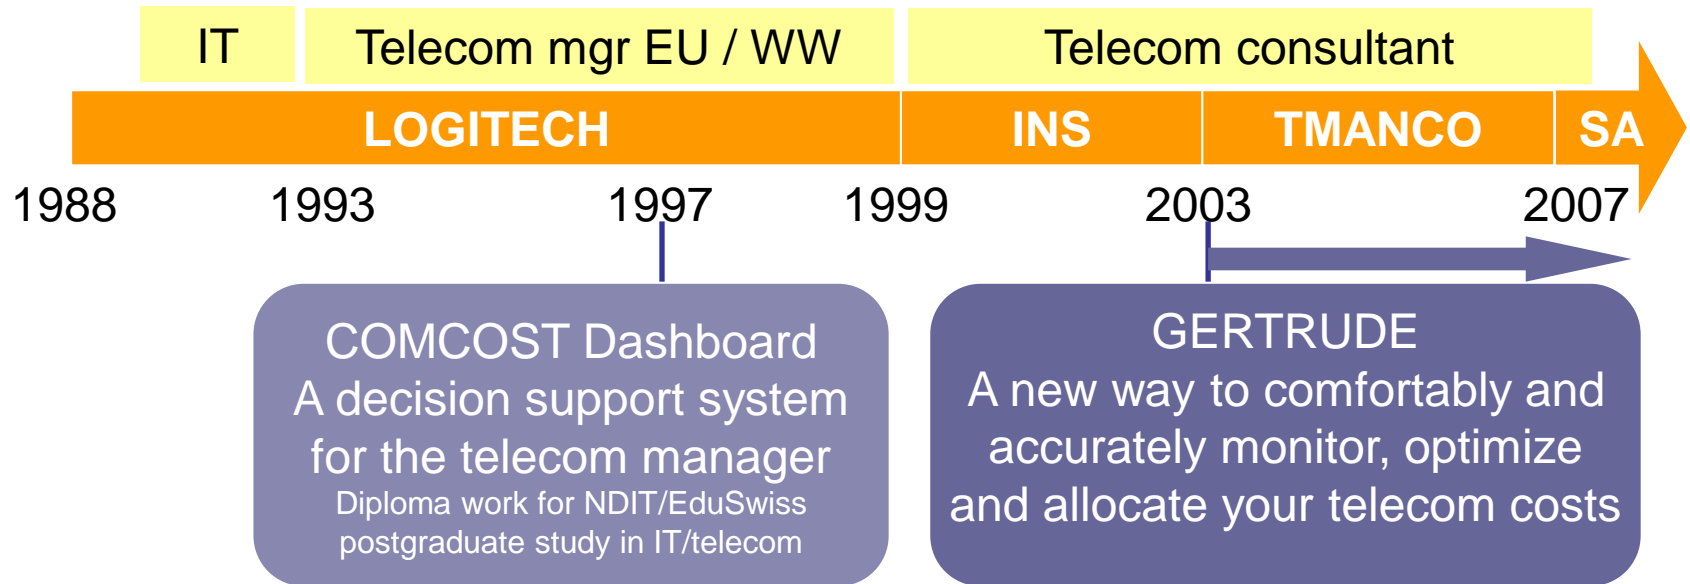 IT
Telecom mgr EU / WW
Telecom consultant
LOGITECH
INS
TMANCO
SA
1988
1993
1997
1999
2003
2007
COMCOST Dashboard
A decision support system
for the telecom manager
Diploma work for NDIT/EduSwiss
postgraduate study in IT/telecom
GERTRUDE
A new way to comfortably and
accurately monitor, optimize
and allocate your telecom costs